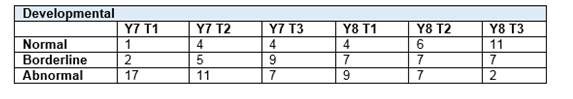 Developmental
Y7 T1 Y7 T2 Y7 T3 Y8 T1 Y8 T2 Y8 T3
Normal 1 4 4 4 6 11
Borderline 2 5 9 7 7 7
Abnormal 17 11 7 9 7 2